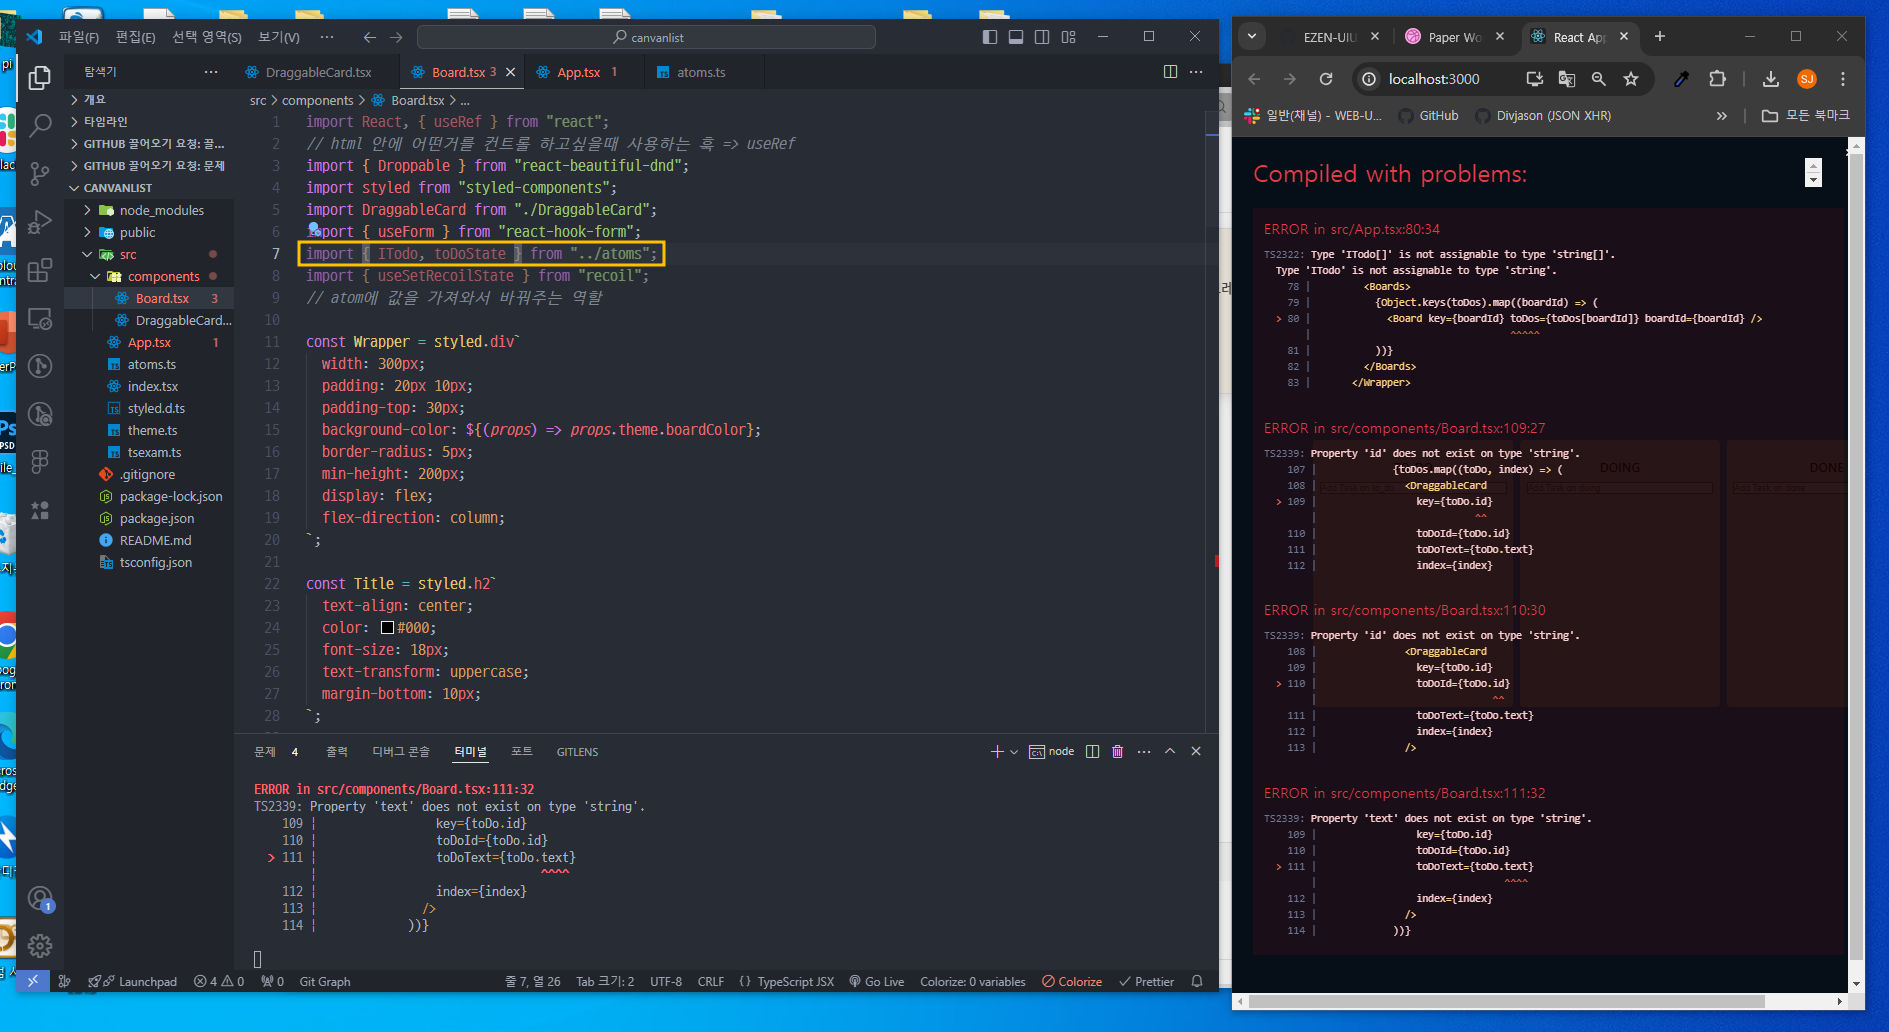 파일(F) 편집(E) 선택 영역(S) 보기(V) ··· canvanlist
탐색기 ···
개요
타임라인
GITHUB 끌어오기 요청: 끌...
GITHUB 끌어오기 요청: 문제
CANVANLIST
node_modules
public
src
components
Board.tsx 3
DraggableCard...
App.tsx 1
atoms.ts
index.tsx
styled.d.ts
theme.ts
tsexam.ts
.gitignore
package-lock.json
package.json
README.md
tsconfig.json
DraggableCard.tsx Board.tsx 3 App.tsx 1 atoms.ts
src > components > Board.tsx > ...
1 import React, { useRef } from "react";
2 // html 안에 어떤거를 컨트롤 하고싶을때 사용하는 훅 => useRef
3 import { Droppable } from "react-beautiful-dnd";
4 import styled from "styled-components";
5 import DraggableCard from "./DraggableCard";
6 import { useForm } from "react-hook-form";
7 import { ITodo, toDoState } from "../atoms";
8 import { useSetRecoilState } from "recoil";
9 // atom에 값을 가져와서 바꿔주는 역할
10
11 const Wrapper = styled.div`
12 width: 300px;
13 padding: 20px 10px;
14 padding-top: 30px;
15 background-color: ${(props) => props.theme.boardColor};
16 border-radius: 5px;
17 min-height: 200px;
18 display: flex;
19 flex-direction: column;
20 `;
21
22 const Title = styled.h2`
23 text-align: center;
24 color: #000;
25 font-size: 18px;
26 text-transform: uppercase;
27 margin-bottom: 10px;
28 `;
문제 4 출력 디버그 콘솔 터미널 포트 GITLENS node
ERROR in src/components/Board.tsx:111:32
TS2339: Property 'text' does not exist on type 'string'.
109 | key={toDo.id}
110 | toDoId={toDo.id}
> 111 | toDoText={toDo.text}
| ^^^^
112 | index={index}
113 | />
114 | ))}
Launchpad 4 0 0 Git Graph 줄 7, 열 26 Tab 크기: 2 UTF-8 CRLF {} TypeScript JSX Go Live Colorize: 0 variables Colorize Prettier
EZEN-UIU Paper Wo React App
localhost:3000 SJ
일반(채널) - WEB-U... GitHub Divjason (JSON XHR) » 모든 북마크
Compiled with problems:
ERROR in src/App.tsx:80:34
TS2322: Type 'ITodo[]' is not assignable to type 'string[]'.
Type 'ITodo' is not assignable to type 'string'.
78 | <Boards>
79 | {Object.keys(toDos).map((boardId) => (
> 80 | <Board key={boardId} toDos={toDos[boardId]} boardId={boardId} />
| ^^^^^
81 | ))}
82 | </Boards>
83 | </Wrapper>
ERROR in src/components/Board.tsx:109:27
TS2339: Property 'id' does not exist on type 'string'.
107 | {toDos.map((toDo, index) => (
108 | <DraggableCard
> 109 | key={toDo.id}
| ^^
110 | toDoId={toDo.id}
111 | toDoText={toDo.text}
112 | index={index}
DOING DONE
ERROR in src/components/Board.tsx:110:30
TS2339: Property 'id' does not exist on type 'string'.
108 | <DraggableCard
109 | key={toDo.id}
> 110 | toDoId={toDo.id}
| ^^
111 | toDoText={toDo.text}
112 | index={index}
113 | />
ERROR in src/components/Board.tsx:111:32
TS2339: Property 'text' does not exist on type 'string'.
109 | key={toDo.id}
110 | toDoId={toDo.id}
> 111 | toDoText={toDo.text}
| ^^^^
112 | index={index}
113 | />
114 | ))}